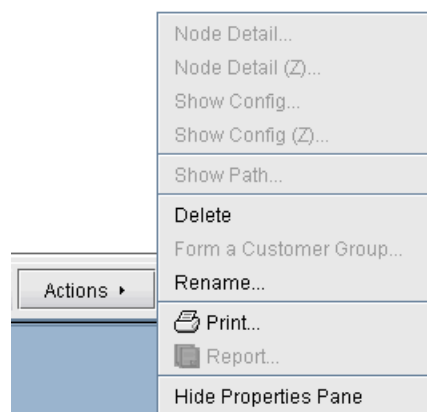 Node Detail...
Node Detail (Z)...
Show Config...
Show Config (Z)...
Show Path...
Delete
Form a Customer Group...
Rename...
Actions
Print...
Report...
Hide Properties Pane